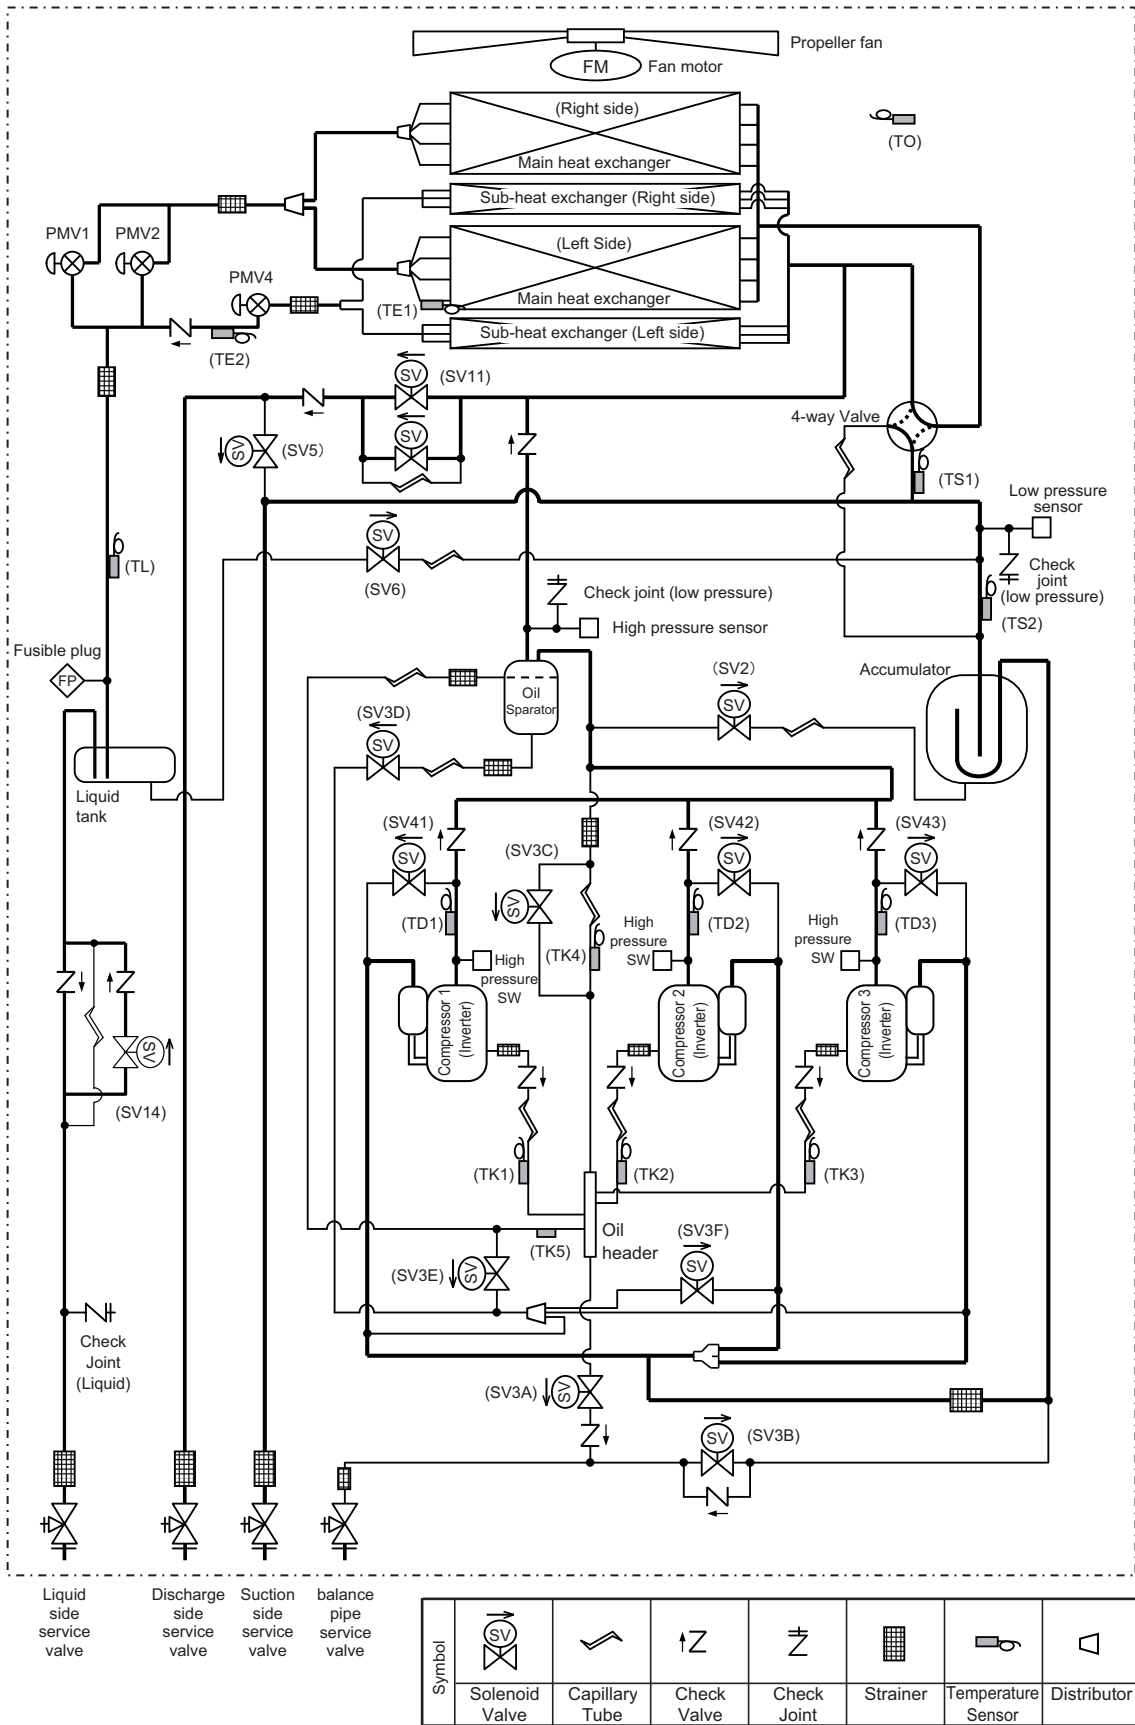 Propeller fan
FM
Fan motor
(Right side)
Main heat exchanger
(TO)
Sub-heat exchanger (Right side)
PMV1
PMV2
(Left Side)
PMV4
Main heat exchanger
(TE1)
Sub-heat exchanger (Left side)
(TE2)
SV
(SV11)
4-way Valve
SV
SV
(SV5)
(TS1)
Low pressure
sensor
SV
(TL)
Check
joint
(low pressure)
(SV6)
Check joint (low pressure)
(TS2)
High pressure sensor
Fusible plug
FP
(SV2)
Accumulator
Oil
Sparator
SV
(SV3D)
SV
Liquid
tank
(SV41)
(SV42)
(SV43)
(SV3C)
SV
SV
SV
SV
(TD1)
(TD2)
(TD3)
High
pressure
SW
High
pressure
SW
(TK4)
High
pressure
SW
Compressor 1
(Inverter)
Compressor 2
(Inverter)
Compressor 3
(Inverter)
SV
(SV14)
(TK1)
(TK2)
(TK3)
Oil
header
(TK5)
(SV3F)
SV
(SV3E)
SV
Check
Joint
(Liquid)
(SV3A)
SV
SV
(SV3B)
Liquid
side
service
valve
Discharge
side
service
valve
Suction
side
service
valve
balance
pipe
service
valve
Symbol
SV
Solenoid
Valve
Capillary
Tube
Check
Valve
Check
Joint
Strainer
Temperature
Sensor
Distributor